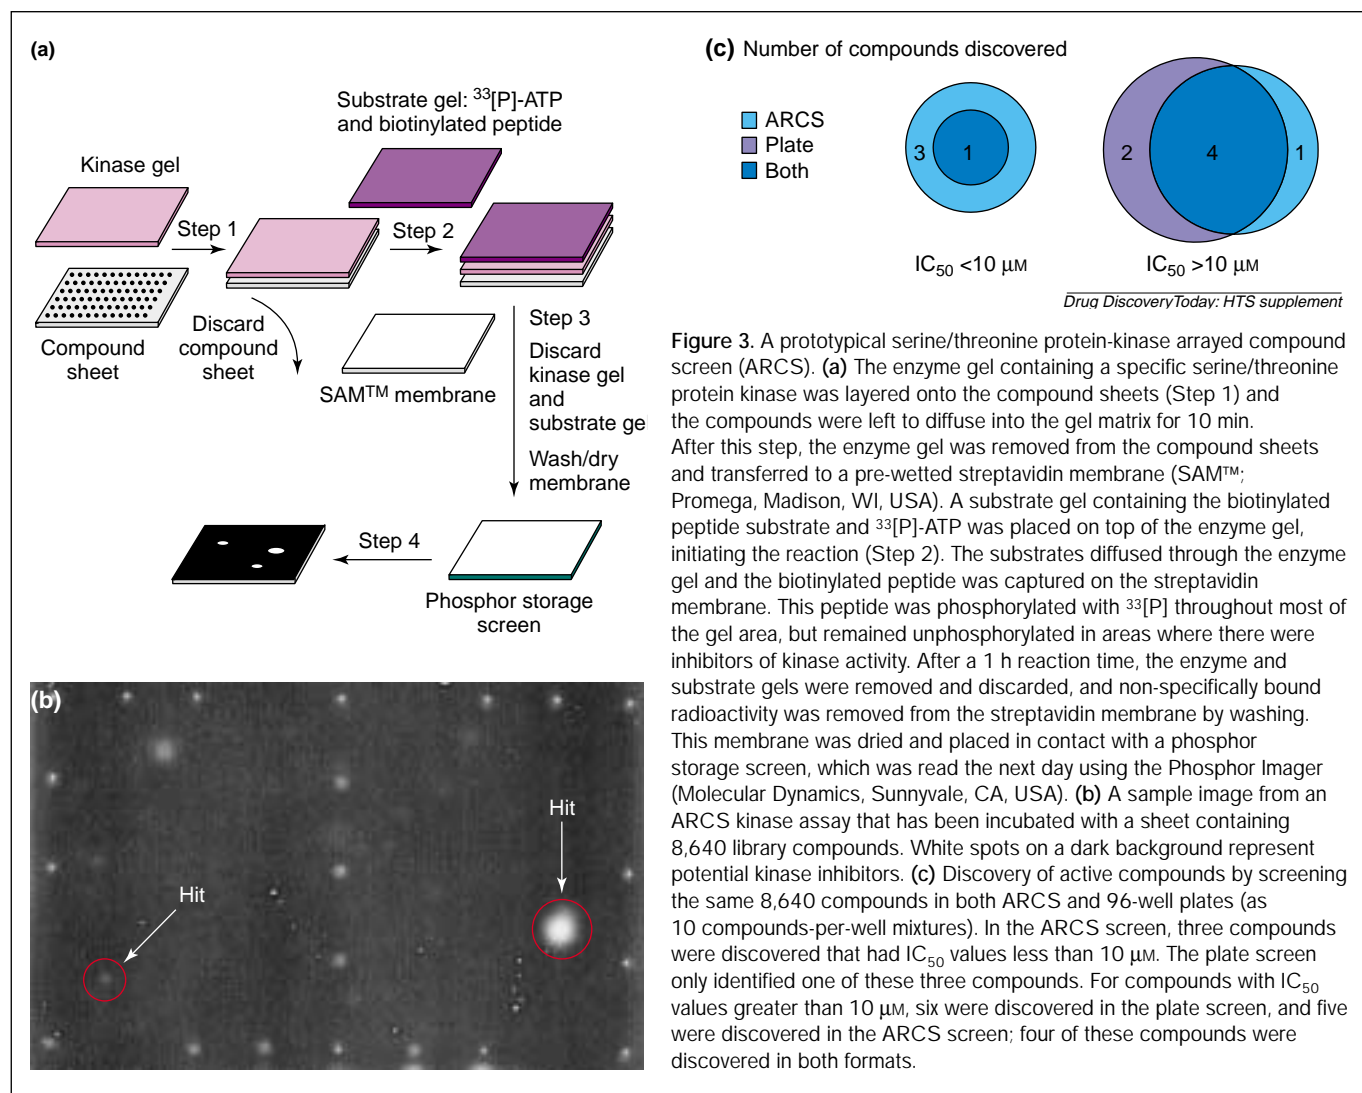 (a)
Substrate gel: ³³[P]-ATP
and biotinylated peptide
Kinase gel
Step 1
Step 2
Compound
sheet
Discard
compound
sheet
SAM™ membrane
Step 3
Discard
kinase gel
and
substrate ge
Wash/dry
membrane
Step 4
Phosphor storage
screen
(b)
Hit
Hit
(c) Number of compounds discovered
ARCS
Plate
Both
3
1
2
4
1
IC₅₀ <10 μM
IC₅₀ >10 μM
Drug Discovery Today: HTS supplement
Figure 3. A prototypical serine/threonine protein-kinase arrayed compound
screen (ARCS). (a) The enzyme gel containing a specific serine/threonine
protein kinase was layered onto the compound sheets (Step 1) and
the compounds were left to diffuse into the gel matrix for 10 min.
After this step, the enzyme gel was removed from the compound sheets
and transferred to a pre-wetted streptavidin membrane (SAM™;
Promega, Madison, WI, USA). A substrate gel containing the biotinylated
peptide substrate and ³³[P]-ATP was placed on top of the enzyme gel,
initiating the reaction (Step 2). The substrates diffused through the enzyme
gel and the biotinylated peptide was captured on the streptavidin
membrane. This peptide was phosphorylated with ³³[P] throughout most of
the gel area, but remained unphosphorylated in areas where there were
inhibitors of kinase activity. After a 1 h reaction time, the enzyme and
substrate gels were removed and discarded, and non-specifically bound
radioactivity was removed from the streptavidin membrane by washing.
This membrane was dried and placed in contact with a phosphor
storage screen, which was read the next day using the Phosphor Imager
(Molecular Dynamics, Sunnyvale, CA, USA). (b) A sample image from an
ARCS kinase assay that has been incubated with a sheet containing
8,640 library compounds. White spots on a dark background represent
potential kinase inhibitors. (c) Discovery of active compounds by screening
the same 8,640 compounds in both ARCS and 96-well plates (as
10 compounds-per-well mixtures). In the ARCS screen, three compounds
were discovered that had IC₅₀ values less than 10 μM. The plate screen
only identified one of these three compounds. For compounds with IC₅₀
values greater than 10 μM, six were discovered in the plate screen, and five
were discovered in the ARCS screen; four of these compounds were
discovered in both formats.